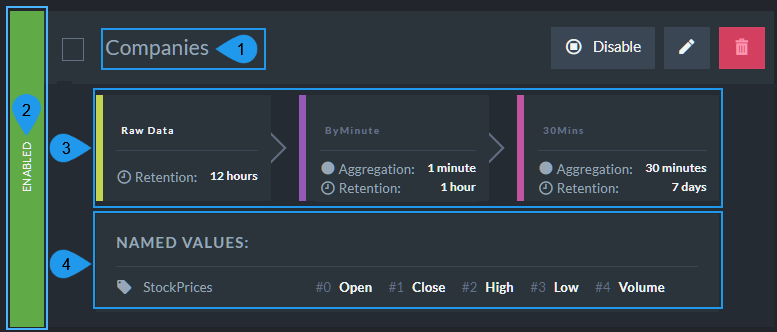 Companies 1
Disable
2
ENABLED
3
Raw Data
Retention: 12 hours
ByMinute
Aggregation: 1 minute
Retention: 1 hour
30Mins
Aggregation: 30 minutes
Retention: 7 days
4
NAMED VALUES:
StockPrices #0 Open #1 Close #2 High #3 Low #4 Volume